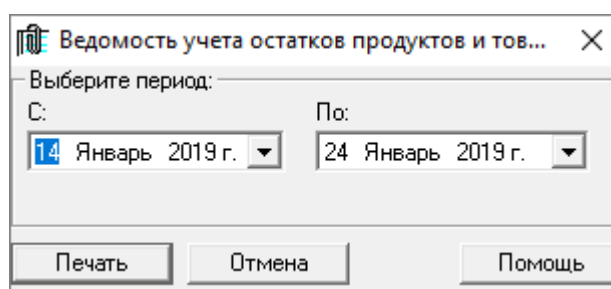 Ведомость учета остатков продуктов и тов...
Выберите период:
С: По:
14 Январь 2019 г. 24 Январь 2019 г.
Печать Отмена Помощь